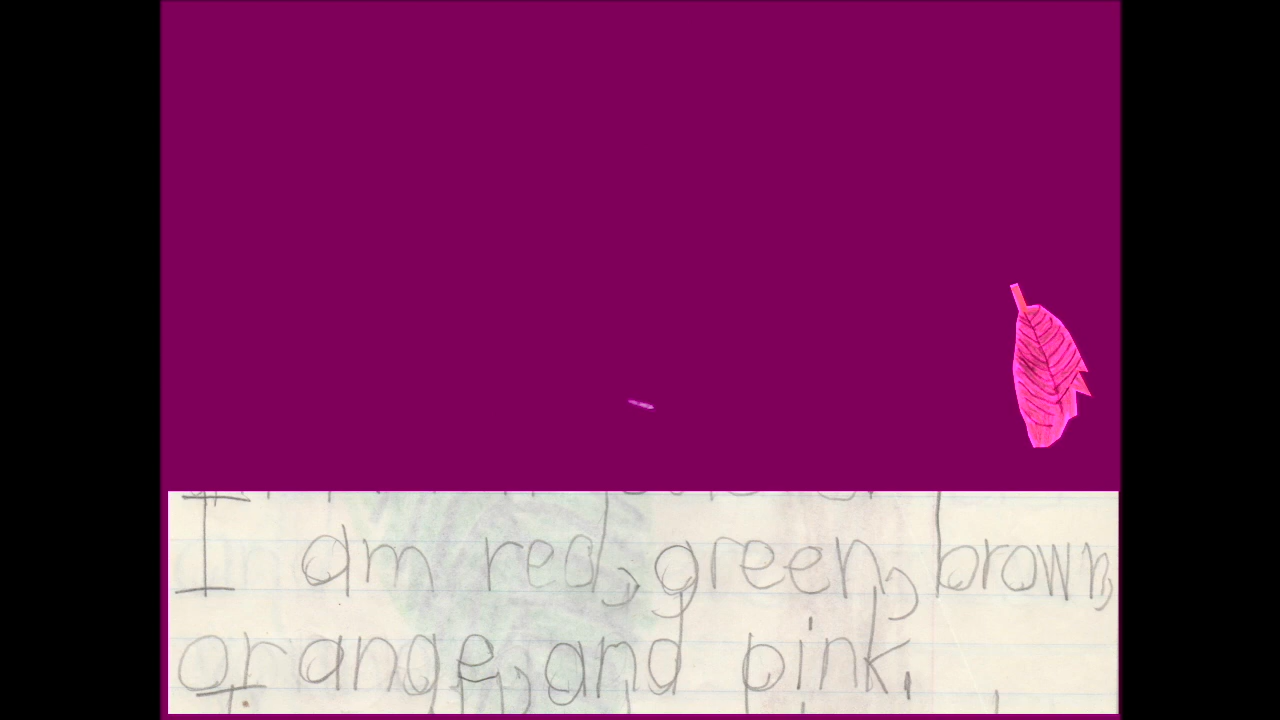 I am red, green, brown,
orange, and pink.